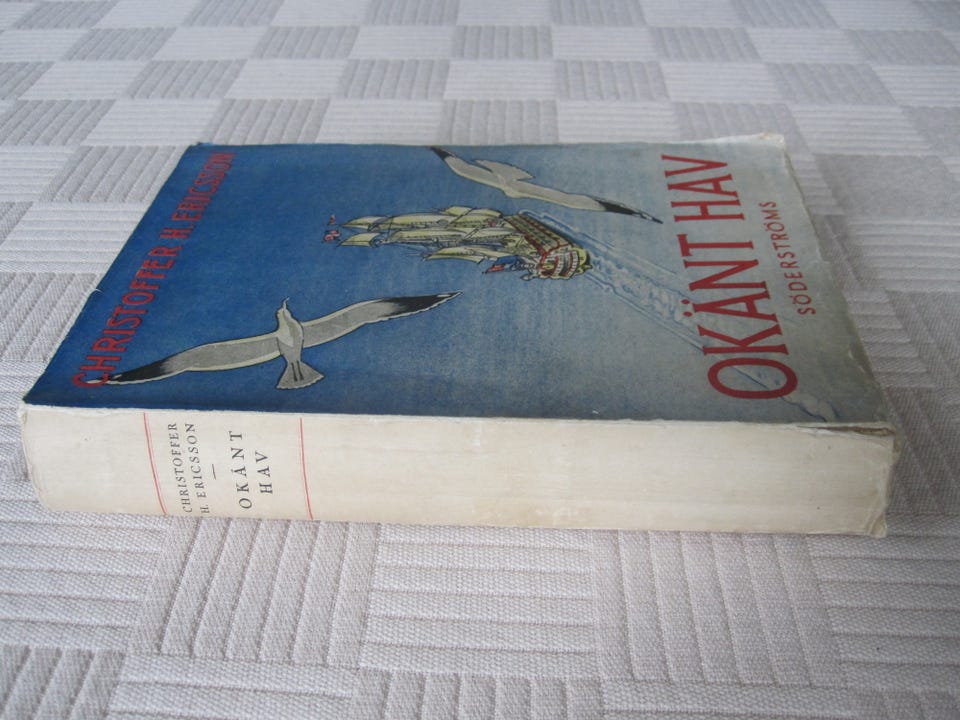 CHRISTOFFER H. ERICSSON
OKÄNT HAV
SÖDERSTRÖMS
CHRISTOFFER
H. ERICSSON
—
OKÄNT
HAV